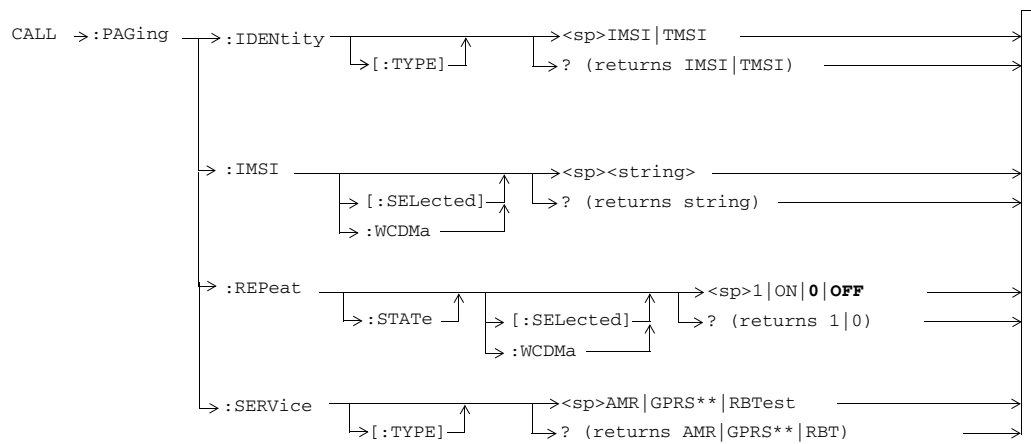 CALL :PAGing :IDENtity <sp>IMSI|TMSI
[:TYPE] ? (returns IMSI|TMSI)
:IMSI <sp><string>
[:SELected] ? (returns string)
:WCDMa
:REPeat <sp>1|ON|0|OFF
:STATe [:SELected] ? (returns 1|0)
:WCDMa
:SERVice <sp>AMR|GPRS**|RBTest
[:TYPE] ? (returns AMR|GPRS**|RBT)